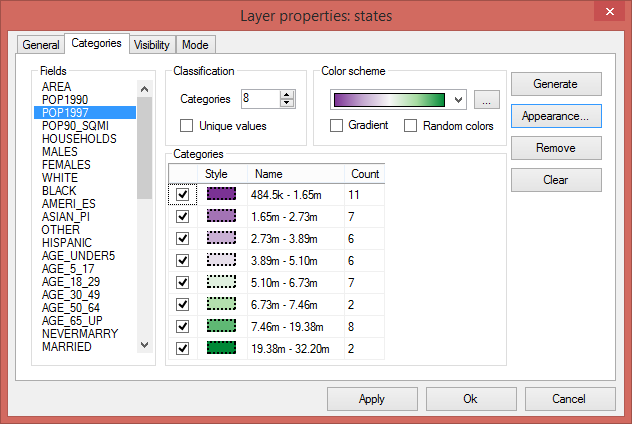 Layer properties: states
General
Categories
Visibility
Mode
Fields
AREA
POP1990
POP1997
POP90_SQMI
HOUSEHOLDS
MALES
FEMALES
WHITE
BLACK
AMERI_ES
ASIAN_PI
OTHER
HISPANIC
AGE_UNDER5
AGE_5_17
AGE_18_29
AGE_30_49
AGE_50_64
AGE_65_UP
NEVERMARRY
MARRIED
Classification
Categories 8
Unique values
Color scheme
...
Gradient
Random colors
Generate
Appearance...
Remove
Clear
Categories
Style Name Count
484.5k - 1.65m 11
1.65m - 2.73m 7
2.73m - 3.89m 6
3.89m - 5.10m 6
5.10m - 6.73m 7
6.73m - 7.46m 2
7.46m - 19.38m 8
19.38m - 32.20m 2
Apply
Ok
Cancel